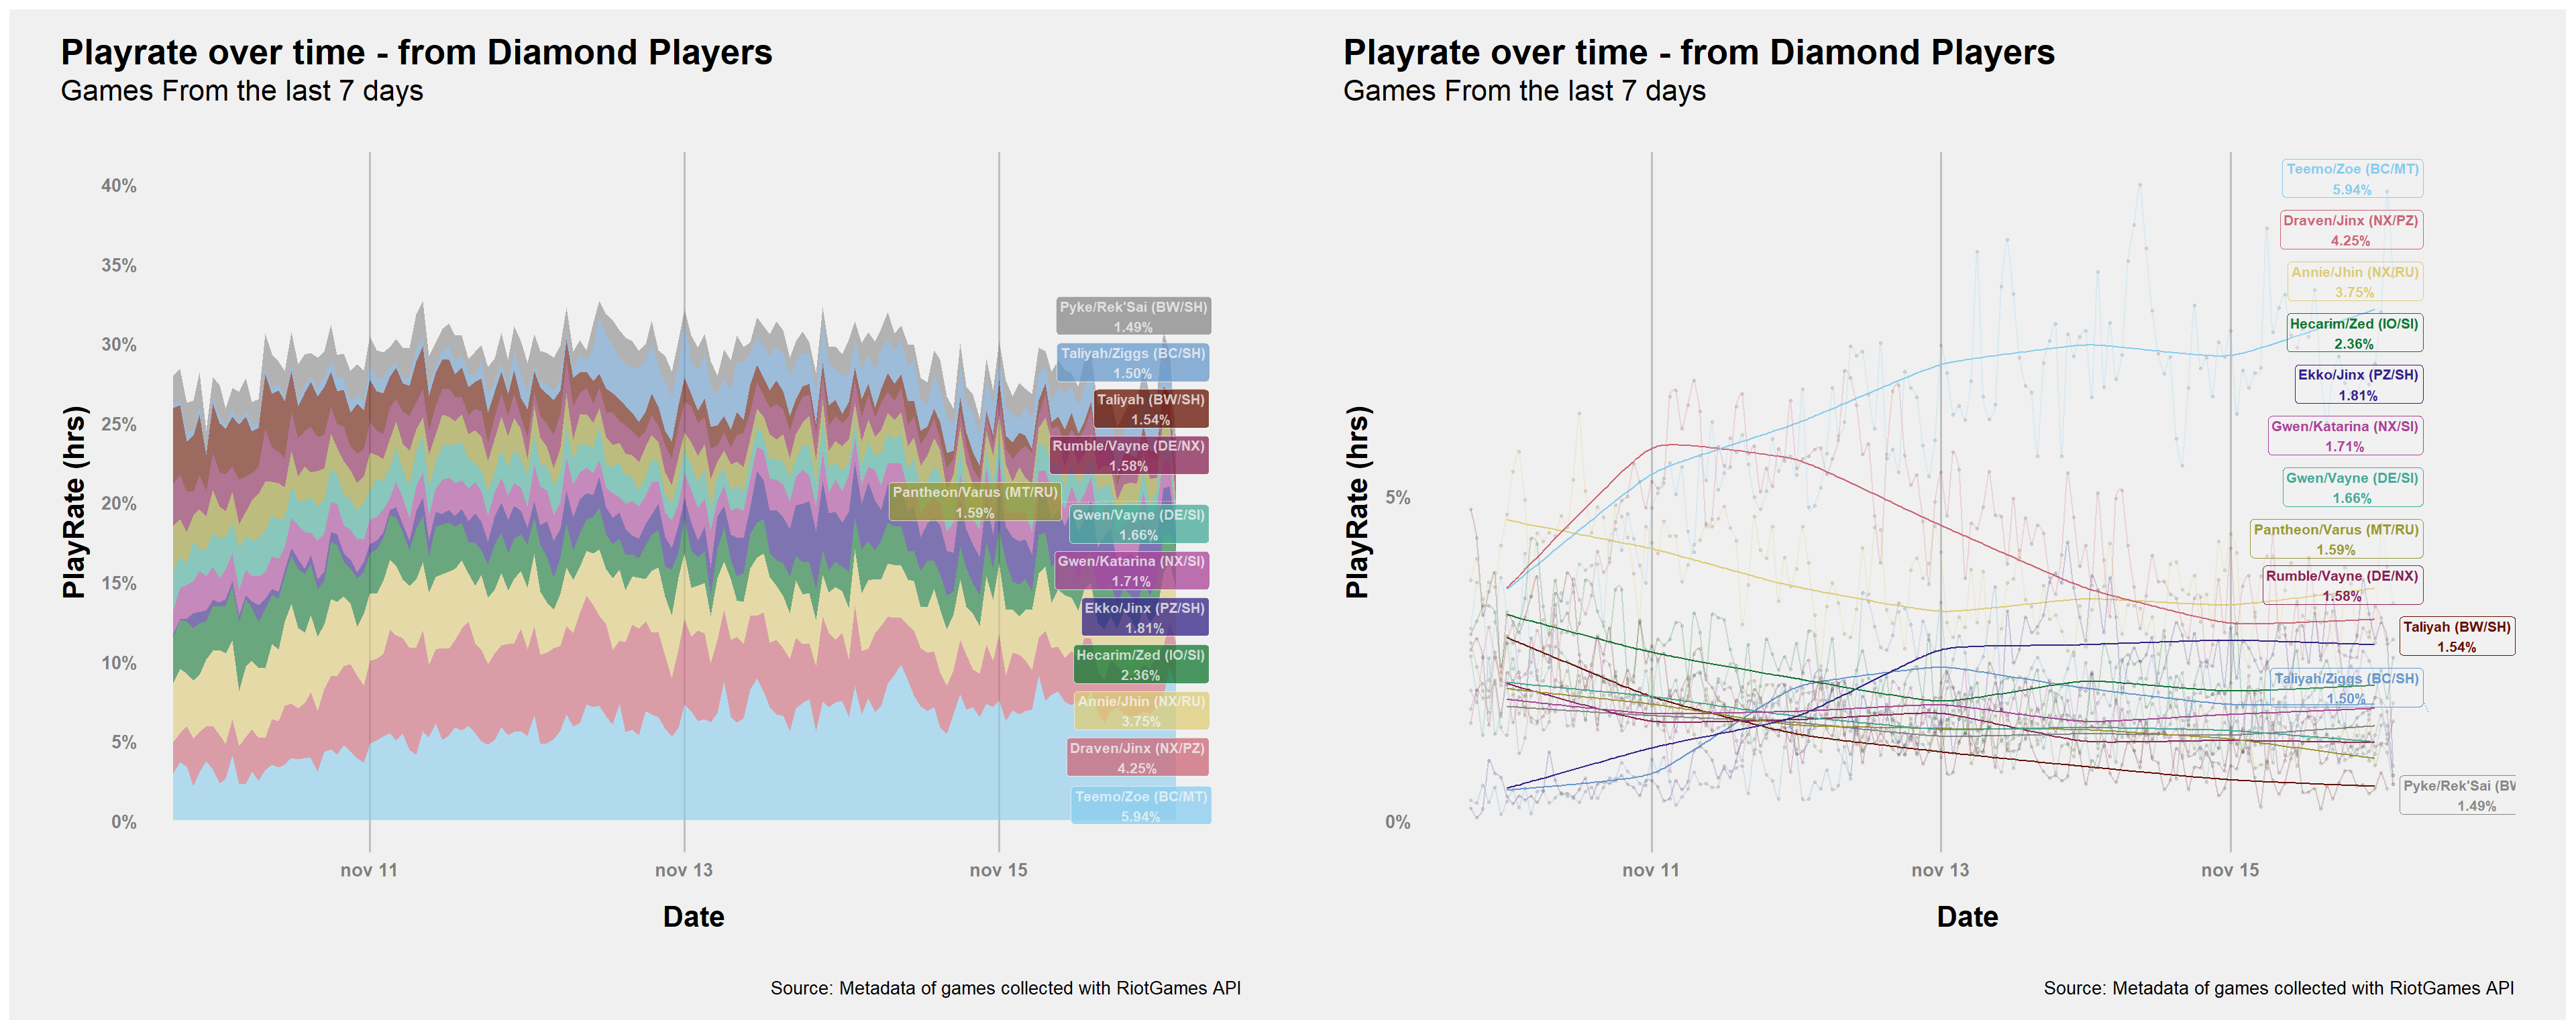 Playrate over time - from Diamond Players
Games From the last 7 days
PlayRate (hrs)
40%
35%
30%
25%
20%
15%
10%
5%
0%
Pyke/Rek'Sai (BW/SH)
1.49%
Taliyah/Ziggs (BC/SH)
1.50%
Taliyah (BW/SH)
1.54%
Rumble/Vayne (DE/NX)
1.58%
Pantheon/Varus (MT/RU)
1.59%
Gwen/Vayne (DE/SI)
1.66%
Gwen/Katarina (NX/SI)
1.71%
Ekko/Jinx (PZ/SH)
1.81%
Hecarim/Zed (IO/SI)
2.36%
Annie/Jhin (NX/RU)
3.75%
Draven/Jinx (NX/PZ)
4.25%
Teemo/Zoe (BC/MT)
5.94%
nov 11
nov 13
nov 15
Date
Source: Metadata of games collected with RiotGames API
Playrate over time - from Diamond Players
Games From the last 7 days
PlayRate (hrs)
5%
0%
Teemo/Zoe (BC/MT)
5.94%
Draven/Jinx (NX/PZ)
4.25%
Annie/Jhin (NX/RU)
3.75%
Hecarim/Zed (IO/SI)
2.36%
Ekko/Jinx (PZ/SH)
1.81%
Gwen/Katarina (NX/SI)
1.71%
Gwen/Vayne (DE/SI)
1.66%
Pantheon/Varus (MT/RU)
1.59%
Rumble/Vayne (DE/NX)
1.58%
Taliyah (BW/SH)
1.54%
Taliyah/Ziggs (BC/SH)
1.50%
Pyke/Rek'Sai (BW
1.49%
nov 11
nov 13
nov 15
Date
Source: Metadata of games collected with RiotGames API